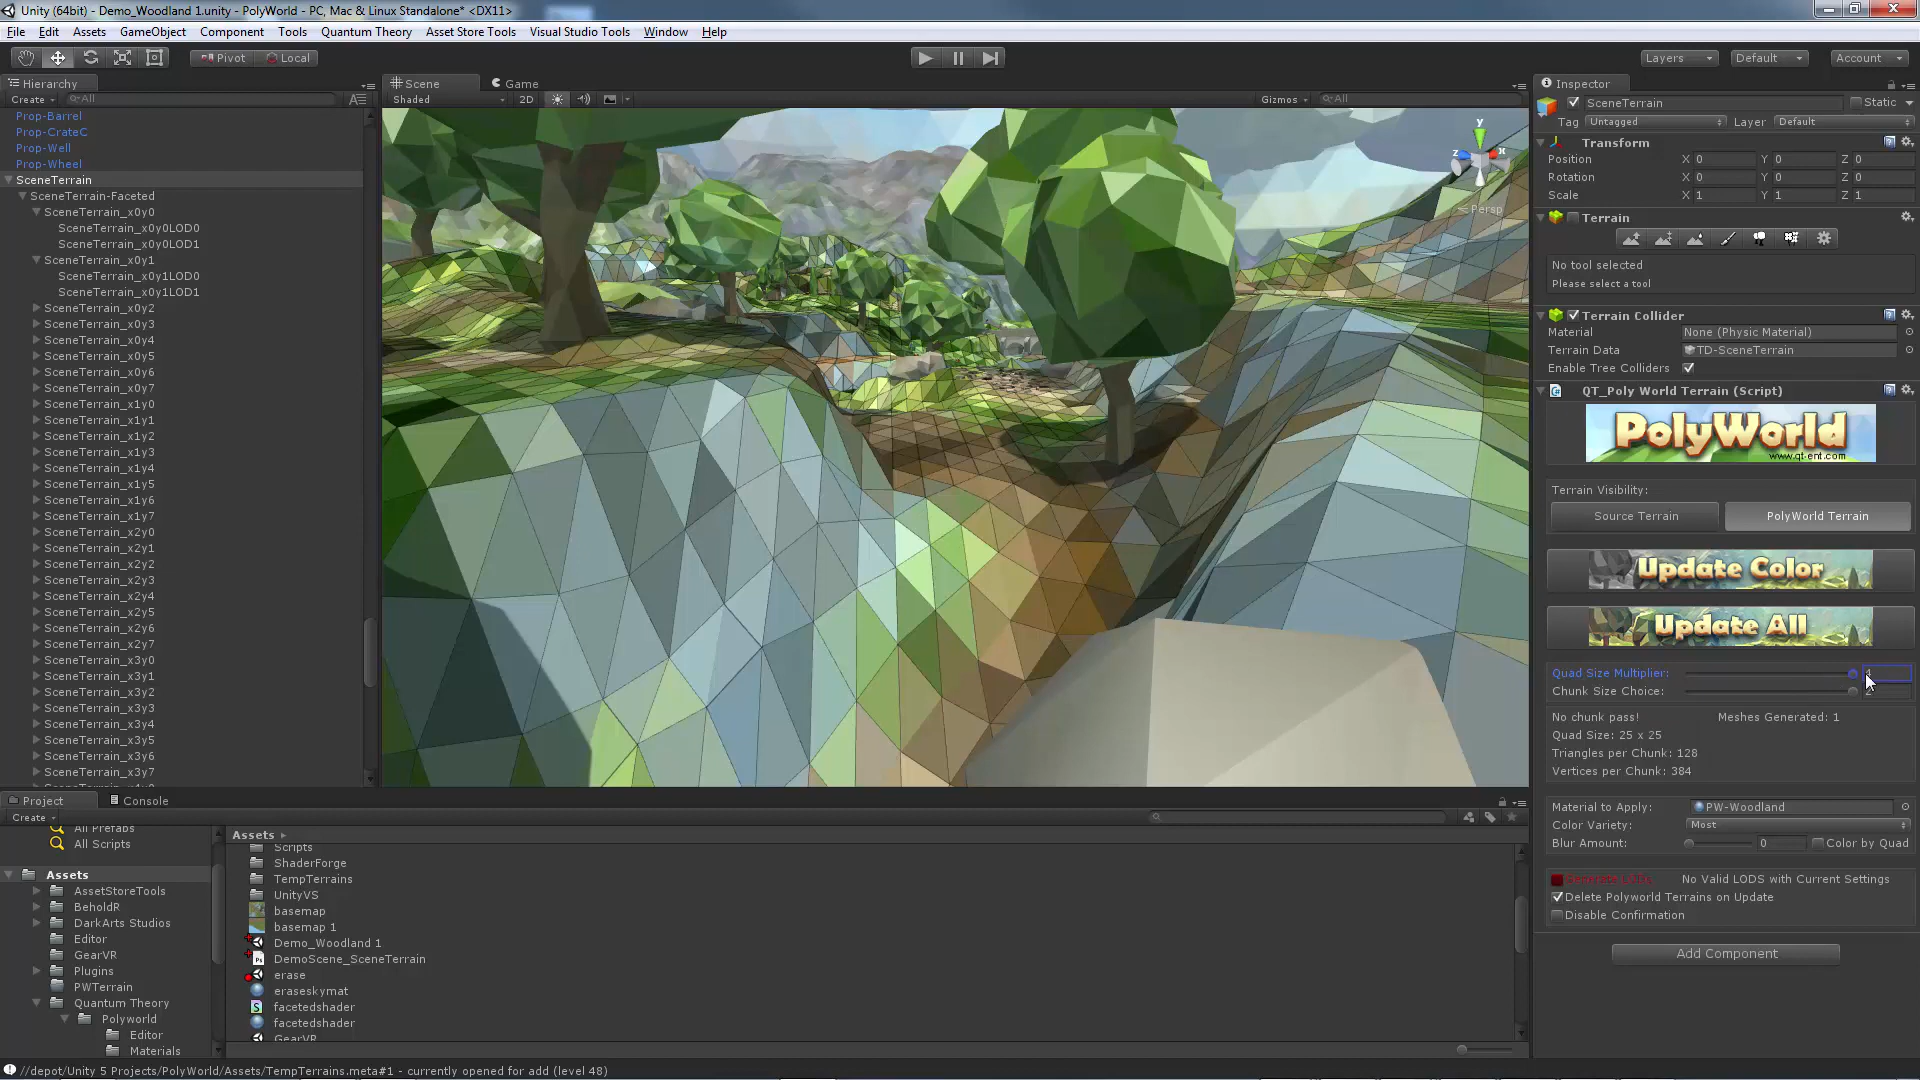 Unity (64bit) - Demo_Woodland 1.unity - PolyWorld - PC, Mac & Linux Standalone* <DX11>
File Edit Assets GameObject Component Tools Quantum Theory Asset Store Tools Visual Studio Tools Window Help
Pivot Local Layers Default Account
Hierarchy
Create All
Prop-Barrel
Prop-CrateC
Prop-Well
Prop-Wheel
SceneTerrain
SceneTerrain-Faceted
SceneTerrain_x0y0
SceneTerrain_x0y0LOD0
SceneTerrain_x0y0LOD1
SceneTerrain_x0y1
SceneTerrain_x0y1LOD0
SceneTerrain_x0y1LOD1
SceneTerrain_x0y2
SceneTerrain_x0y3
SceneTerrain_x0y4
SceneTerrain_x0y5
SceneTerrain_x0y6
SceneTerrain_x0y7
SceneTerrain_x1y0
SceneTerrain_x1y1
SceneTerrain_x1y2
SceneTerrain_x1y3
SceneTerrain_x1y4
SceneTerrain_x1y5
SceneTerrain_x1y6
SceneTerrain_x1y7
SceneTerrain_x2y0
SceneTerrain_x2y1
SceneTerrain_x2y2
SceneTerrain_x2y3
SceneTerrain_x2y4
SceneTerrain_x2y5
SceneTerrain_x2y6
SceneTerrain_x2y7
SceneTerrain_x3y0
SceneTerrain_x3y1
SceneTerrain_x3y2
SceneTerrain_x3y3
SceneTerrain_x3y4
SceneTerrain_x3y5
SceneTerrain_x3y6
SceneTerrain_x3y7
Scene Game
Shaded 2D Gizmos All
y
z x
Persp
Inspector
SceneTerrain Static
Tag Untagged Layer Default
Transform
Position X 0 Y 0 Z 0
Rotation X 0 Y 0 Z 0
Scale X 1 Y 1 Z 1
Terrain
No tool selected
Please select a tool
Terrain Collider
Material None (Physic Material)
Terrain Data TD-SceneTerrain
Enable Tree Colliders
QT_Poly World Terrain (Script)
PolyWorld
www.qt-ent.com
Terrain Visibility:
Source Terrain PolyWorld Terrain
Update Color
Update All
Quad Size Multiplier:
Chunk Size Choice:
No chunk pass! Meshes Generated: 1
Quad Size: 25 x 25
Triangles per Chunk: 128
Vertices per Chunk: 384
Material to Apply: PW-Woodland
Color Variety: Most
Blur Amount: 0 Color by Quad
Generate LODs No Valid LODS with Current Settings
Delete Polyworld Terrains on Update
Disable Confirmation
Add Component
Project Console
Create
All Prefabs
All Scripts
Assets
AssetStoreTools
BeholdR
DarkArts Studios
Editor
GearVR
Plugins
PWTerrain
Quantum Theory
Polyworld
Editor
Materials
Assets
Scripts
ShaderForge
TempTerrains
UnityVS
basemap
basemap 1
Demo_Woodland 1
DemoScene_SceneTerrain
erase
eraseskymat
facetedshader
facetedshader
GearVR
//depot/Unity 5 Projects/PolyWorld/Assets/TempTerrains.meta#1 - currently opened for add (level 48)